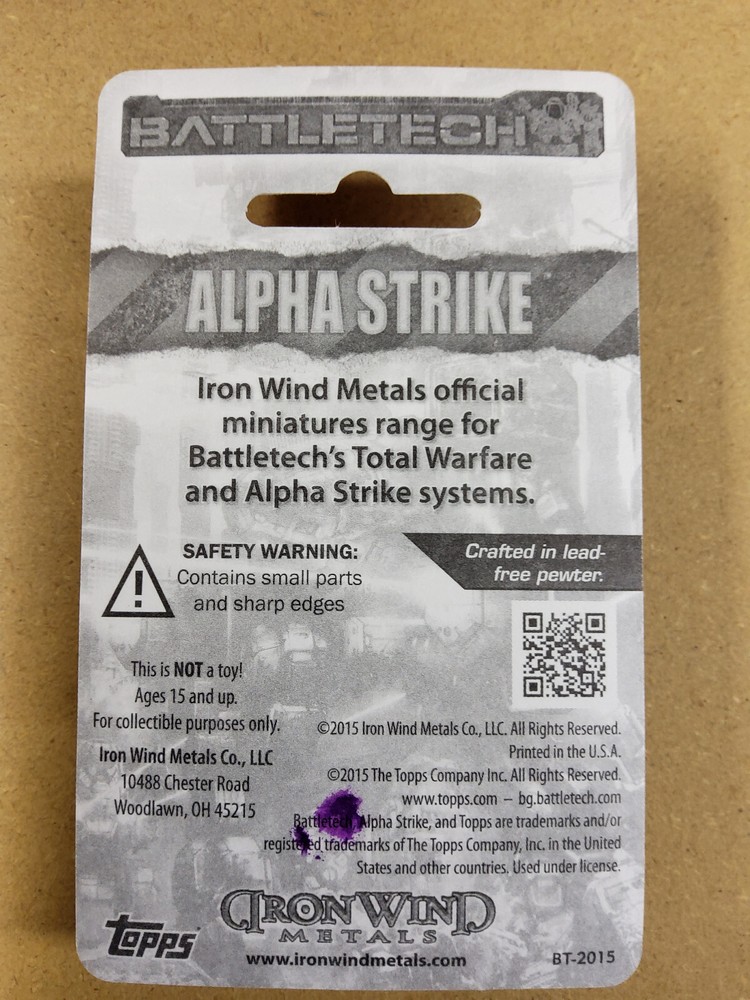 BATTLETECH
ALPHA STRIKE
Iron Wind Metals official
miniatures range for
Battletech's Total Warfare
and Alpha Strike systems.
SAFETY WARNING:
Contains small parts
and sharp edges
!
Crafted in lead-
free pewter.
This is NOT a toy!
Ages 15 and up.
For collectible purposes only.
Iron Wind Metals Co., LLC
10488 Chester Road
Woodlawn, OH 45215
©2015 Iron Wind Metals Co., LLC. All Rights Reserved.
Printed in the U.S.A.
©2015 The Topps Company Inc. All Rights Reserved.
www.topps.com – bg.battletech.com
Battletech, Alpha Strike, and Topps are trademarks and/or
registered trademarks of The Topps Company, Inc. in the United
States and other countries. Used under license.
topps
IRON WIND
METALS
www.ironwindmetals.com
BT-2015